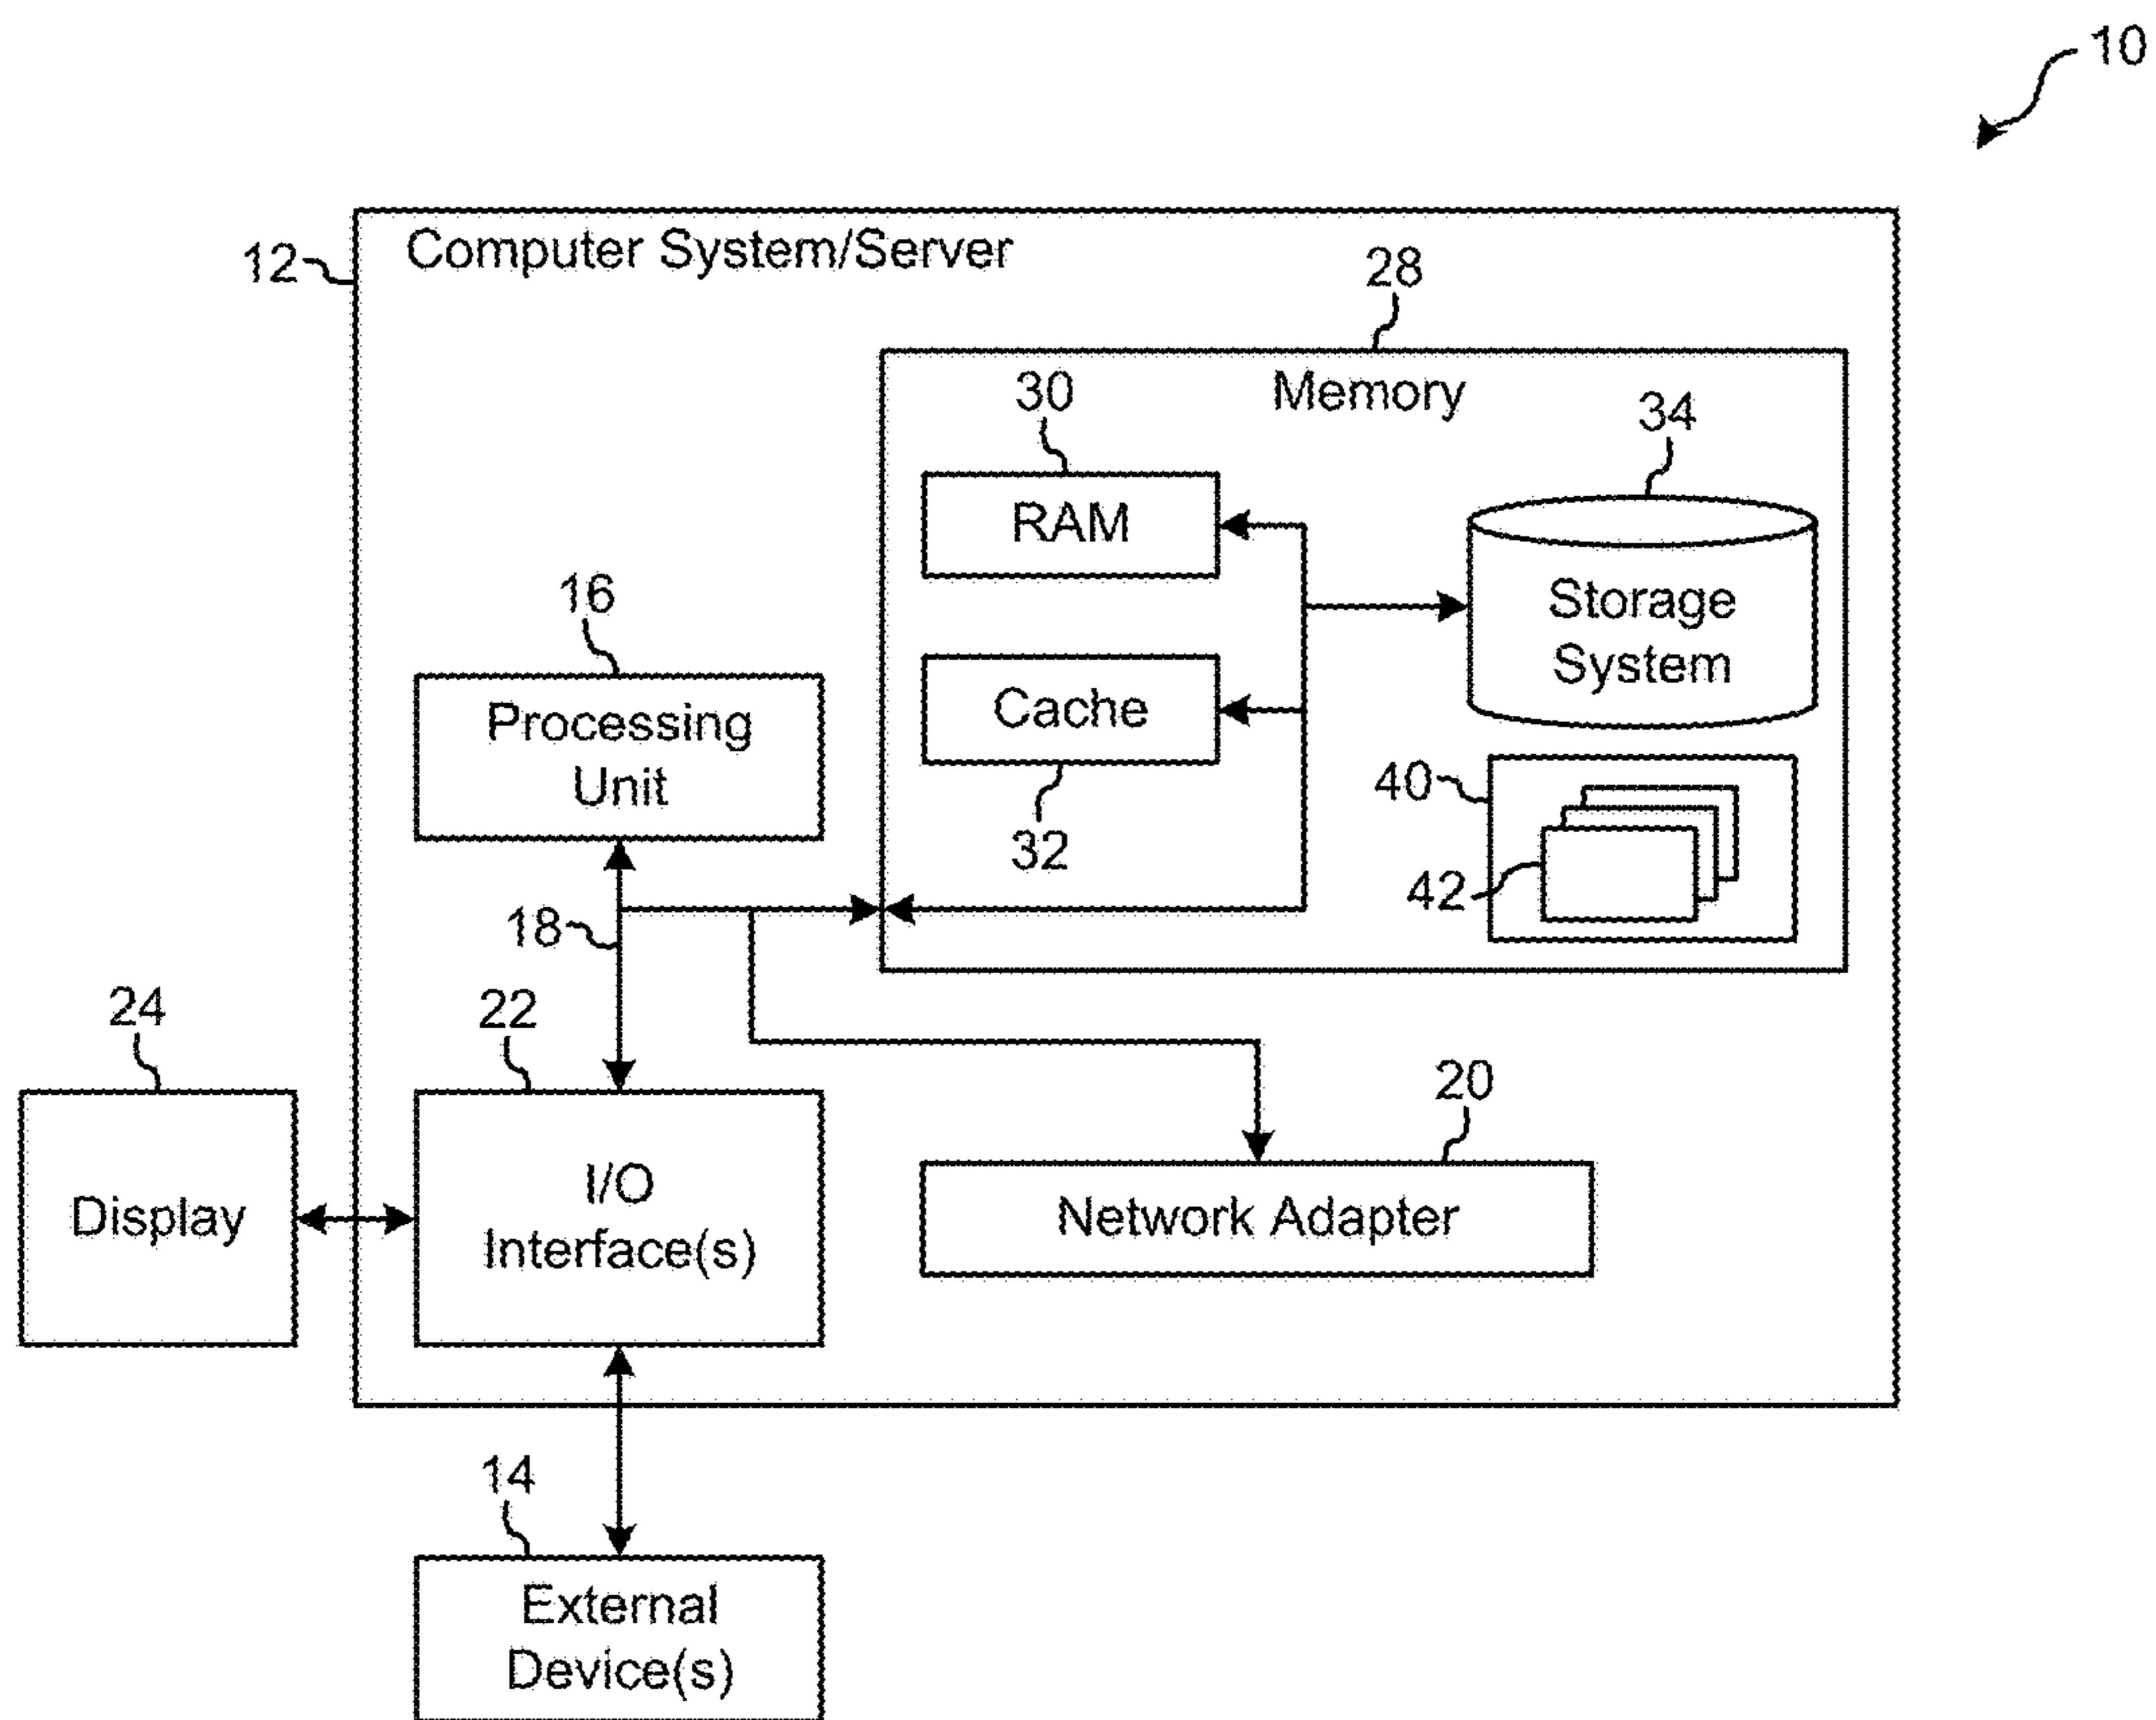 10
12
Computer System/Server
28
Memory
30
34
RAM
Storage
System
16
Processing
Unit
Cache
32
40
42
18
24
22
20
Display
I/O
Interface(s)
Network Adapter
14
External
Device(s)